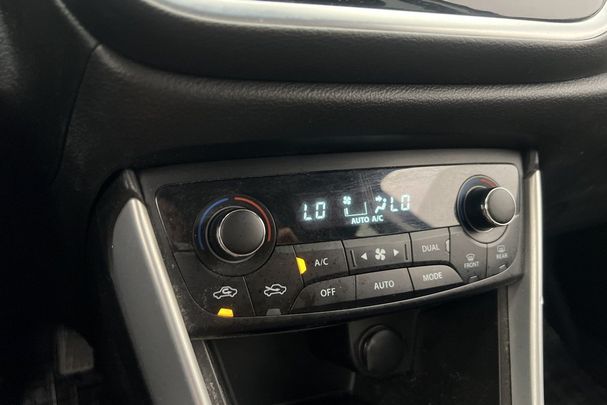 LO LO
AUTO A/C
A/C
DUAL
OFF
AUTO
MODE
FRONT
REAR